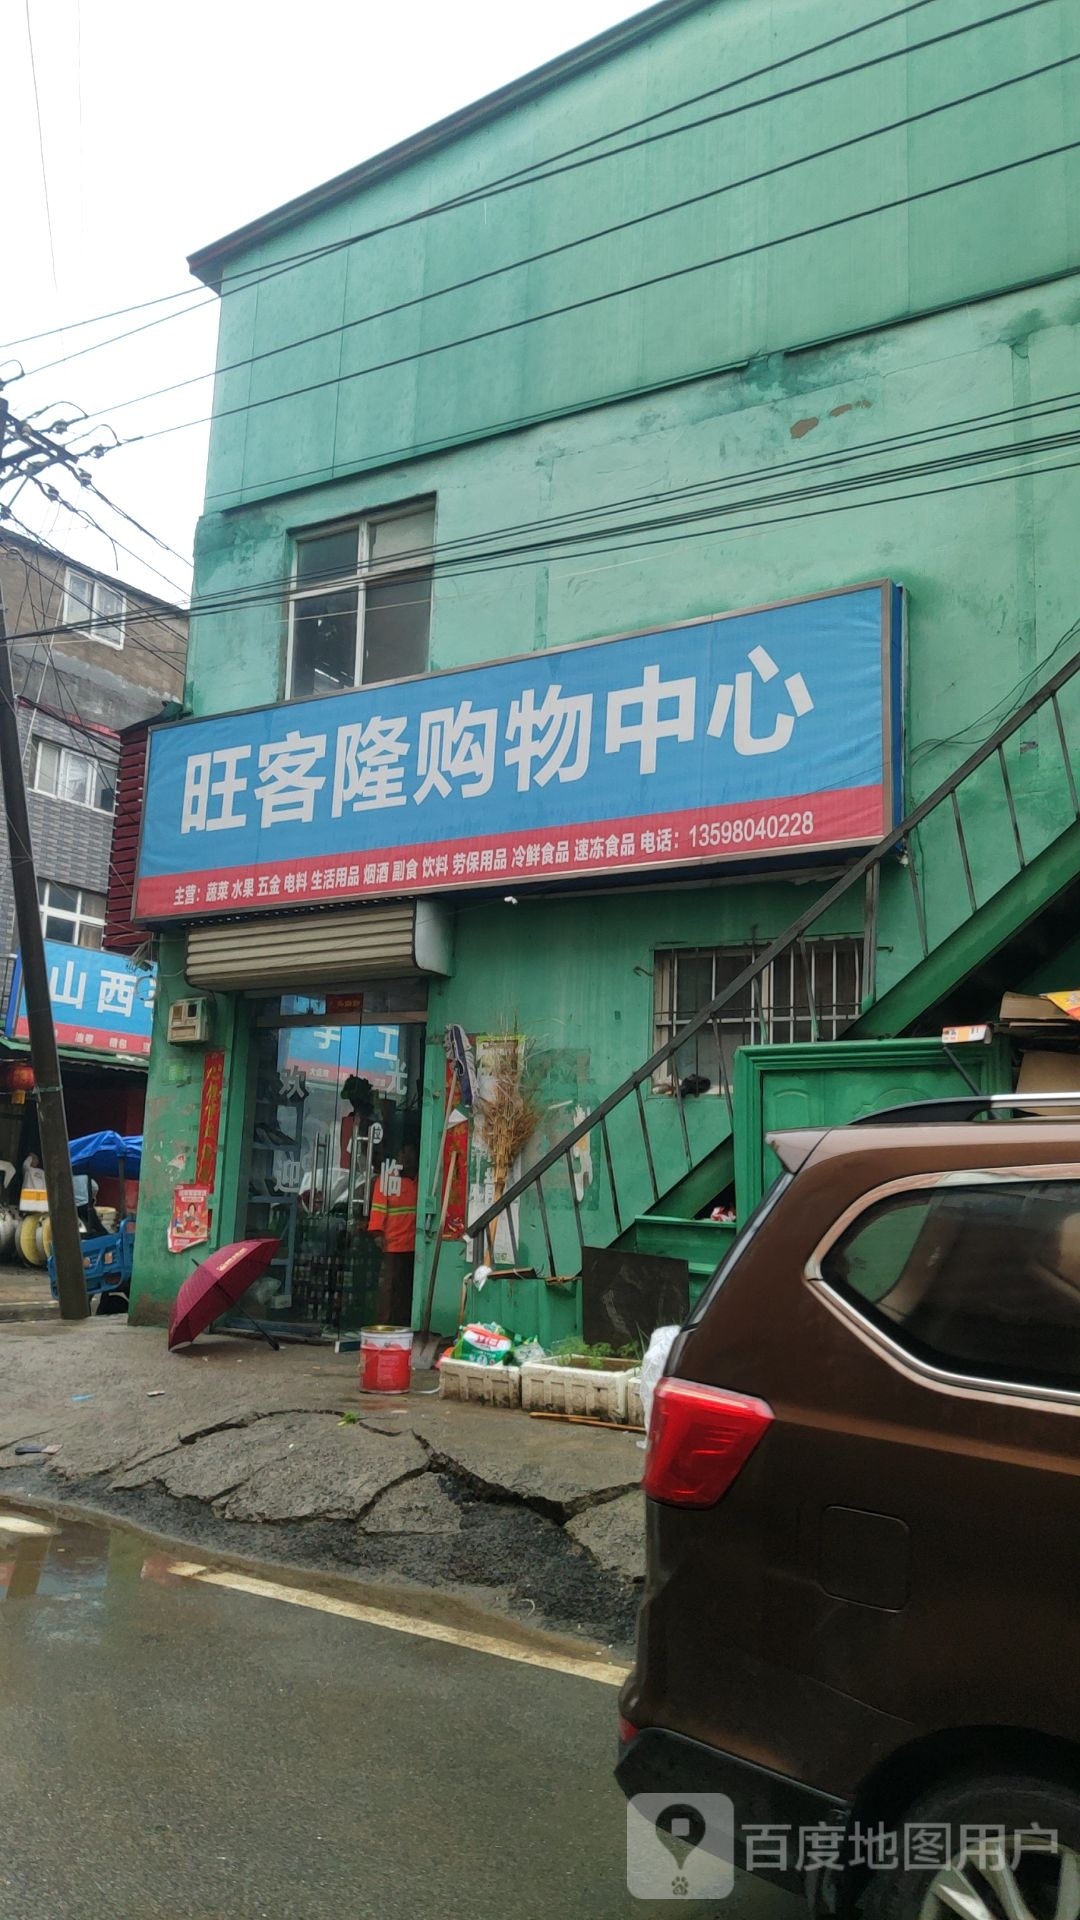 旺客隆购物中心
主营：蔬菜 水果 五金 电料 生活用品 烟酒 副食 饮料 劳保用品 冷鲜食品 速冻食品 电话：13598040228
山西
欢迎
光临
百度地图用户